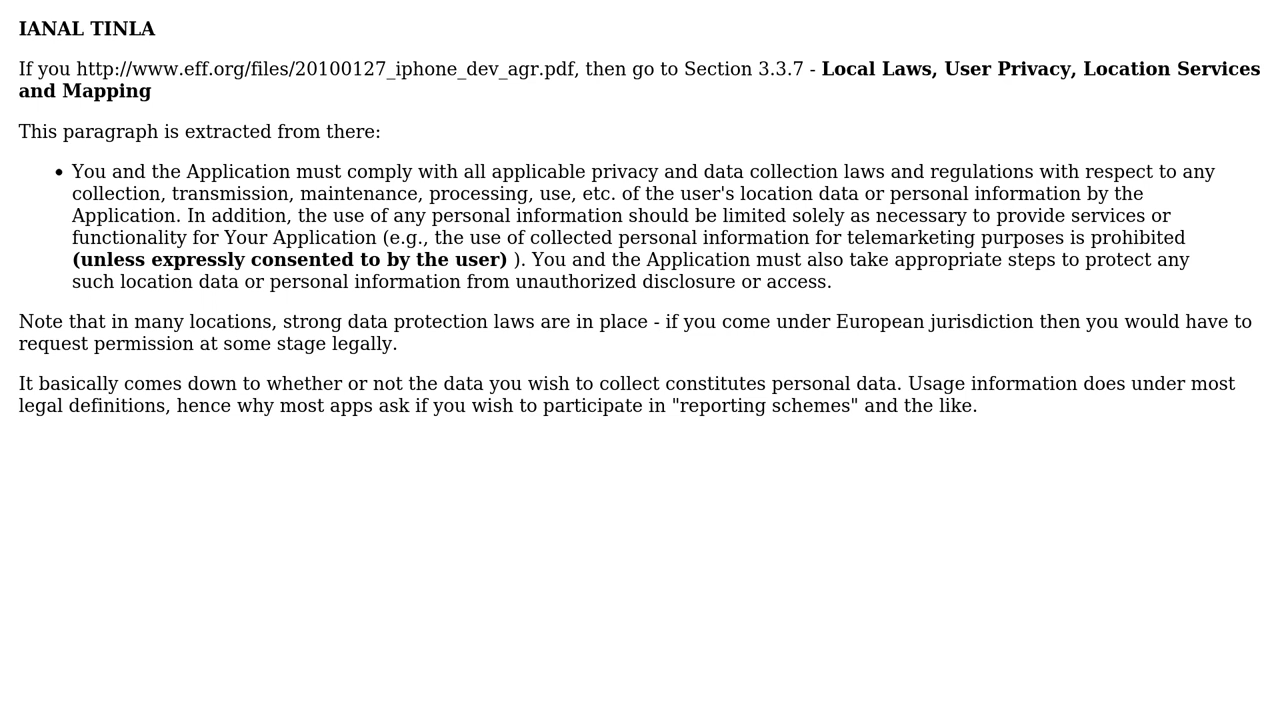 IANAL TINLA
If you http://www.eff.org/files/20100127_iphone_dev_agr.pdf, then go to Section 3.3.7 - Local Laws, User Privacy, Location Services
and Mapping
This paragraph is extracted from there:
• You and the Application must comply with all applicable privacy and data collection laws and regulations with respect to any
collection, transmission, maintenance, processing, use, etc. of the user's location data or personal information by the
Application. In addition, the use of any personal information should be limited solely as necessary to provide services or
functionality for Your Application (e.g., the use of collected personal information for telemarketing purposes is prohibited
(unless expressly consented to by the user) ). You and the Application must also take appropriate steps to protect any
such location data or personal information from unauthorized disclosure or access.
Note that in many locations, strong data protection laws are in place - if you come under European jurisdiction then you would have to
request permission at some stage legally.
It basically comes down to whether or not the data you wish to collect constitutes personal data. Usage information does under most
legal definitions, hence why most apps ask if you wish to participate in "reporting schemes" and the like.